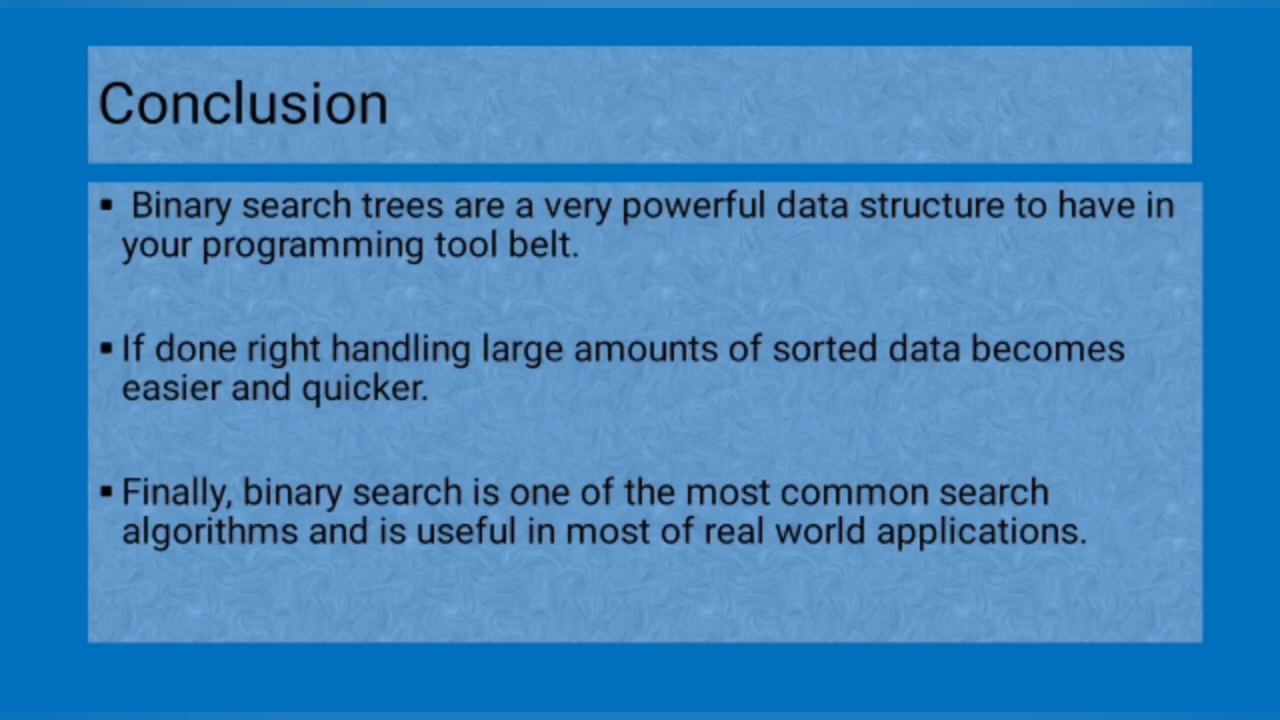 Conclusion
▪ Binary search trees are a very powerful data structure to have in
your programming tool belt.
▪ If done right handling large amounts of sorted data becomes
easier and quicker.
▪ Finally, binary search is one of the most common search
algorithms and is useful in most of real world applications.